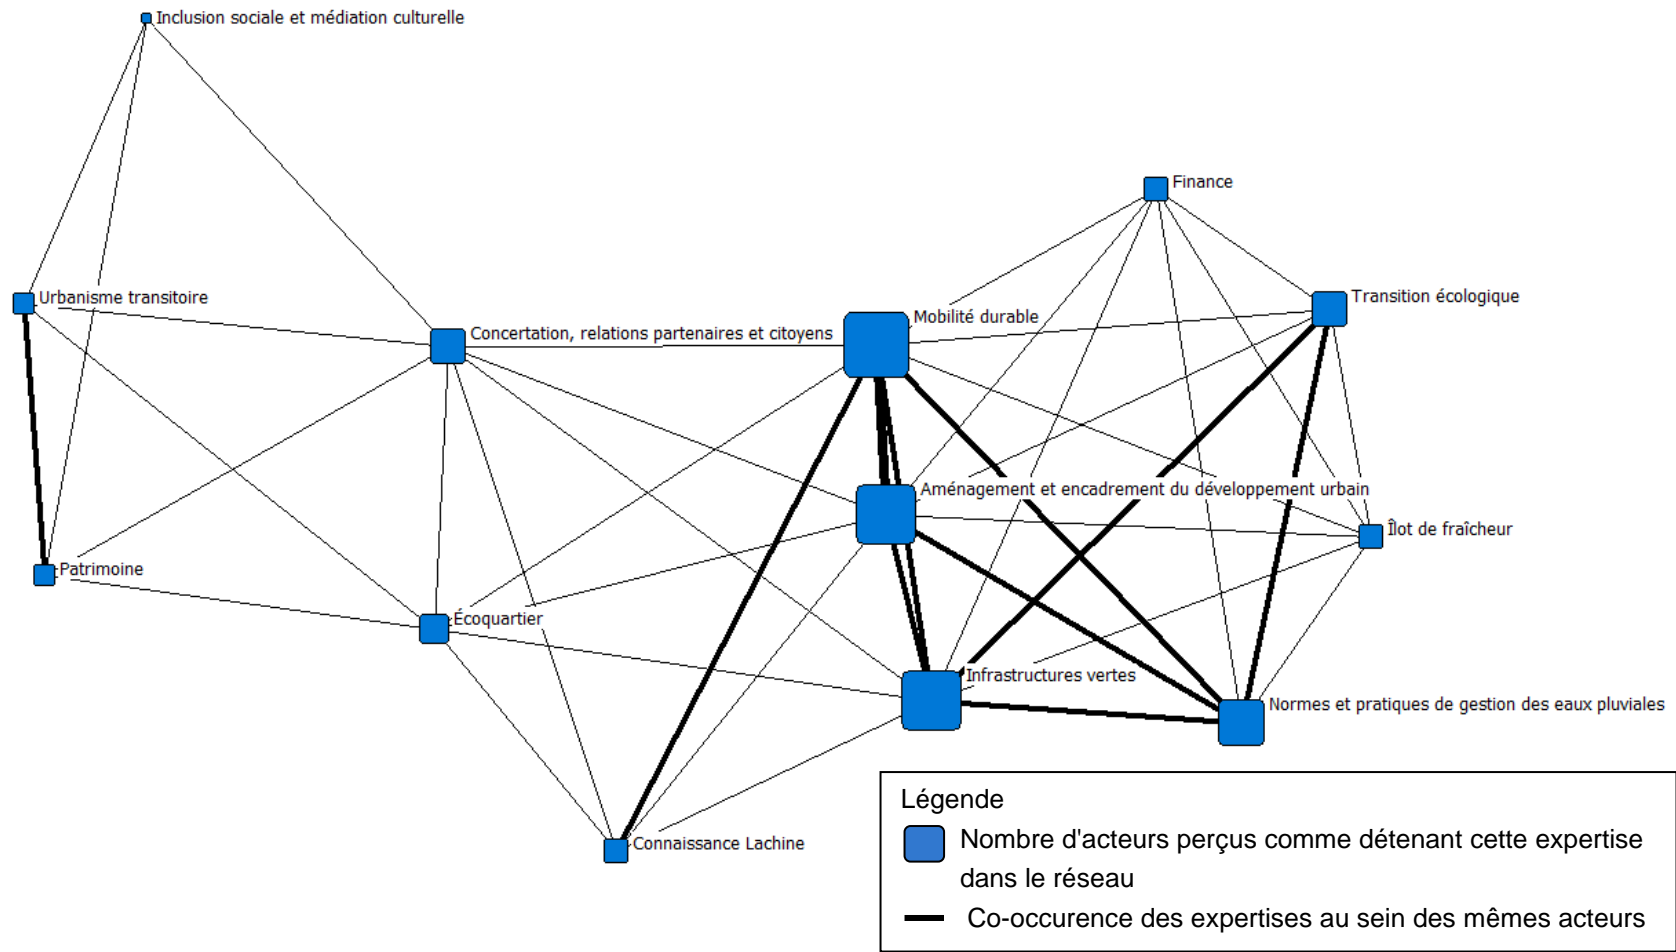 Inclusion sociale et médiation culturelle
Finance
Urbanisme transitoire
Transition écologique
Mobilité durable
Concertation, relations partenaires et citoyens
Aménagement et encadrement du développement urbain
Îlot de fraîcheur
Patrimoine
Écoquartier
Infrastructures vertes
Normes et pratiques de gestion des eaux pluviales
Connaissance Lachine
Légende
Nombre d'acteurs perçus comme détenant cette expertise
dans le réseau
Co-occurence des expertises au sein des mêmes acteurs